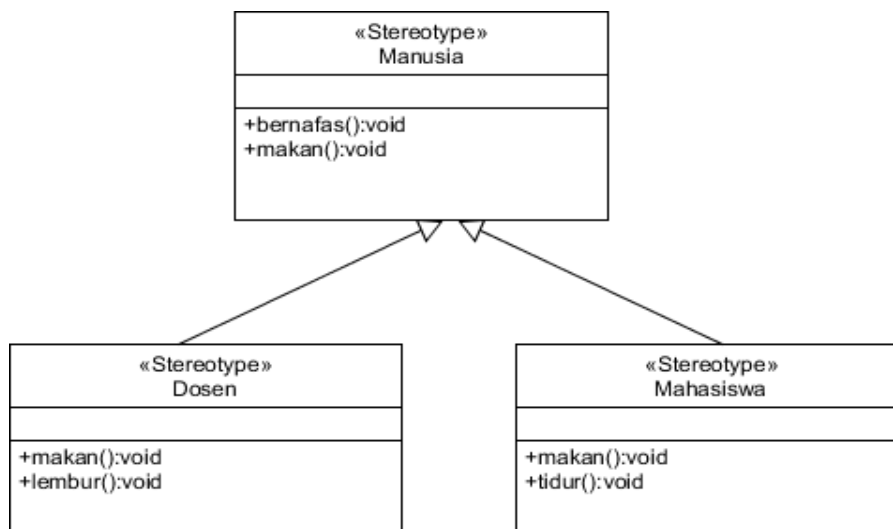 «Stereotype»
Manusia
+bernafas():void
+makan():void
«Stereotype»
Dosen
+makan():void
+lembur():void
«Stereotype»
Mahasiswa
+makan():void
+tidur():void